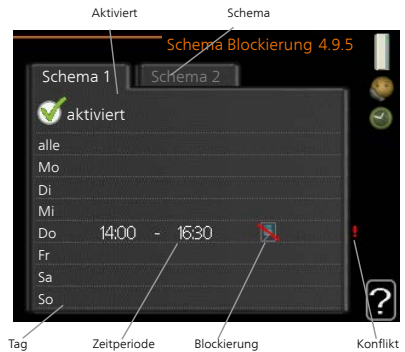 Aktiviert Schema
Schema Blockierung 4.9.5
Schema 1 Schema 2
aktiviert
alle
Mo
Di
Mi
Do 14:00 - 16:30 !
Fr
Sa
So
?
Tag Zeitperiode Blockierung Konflikt